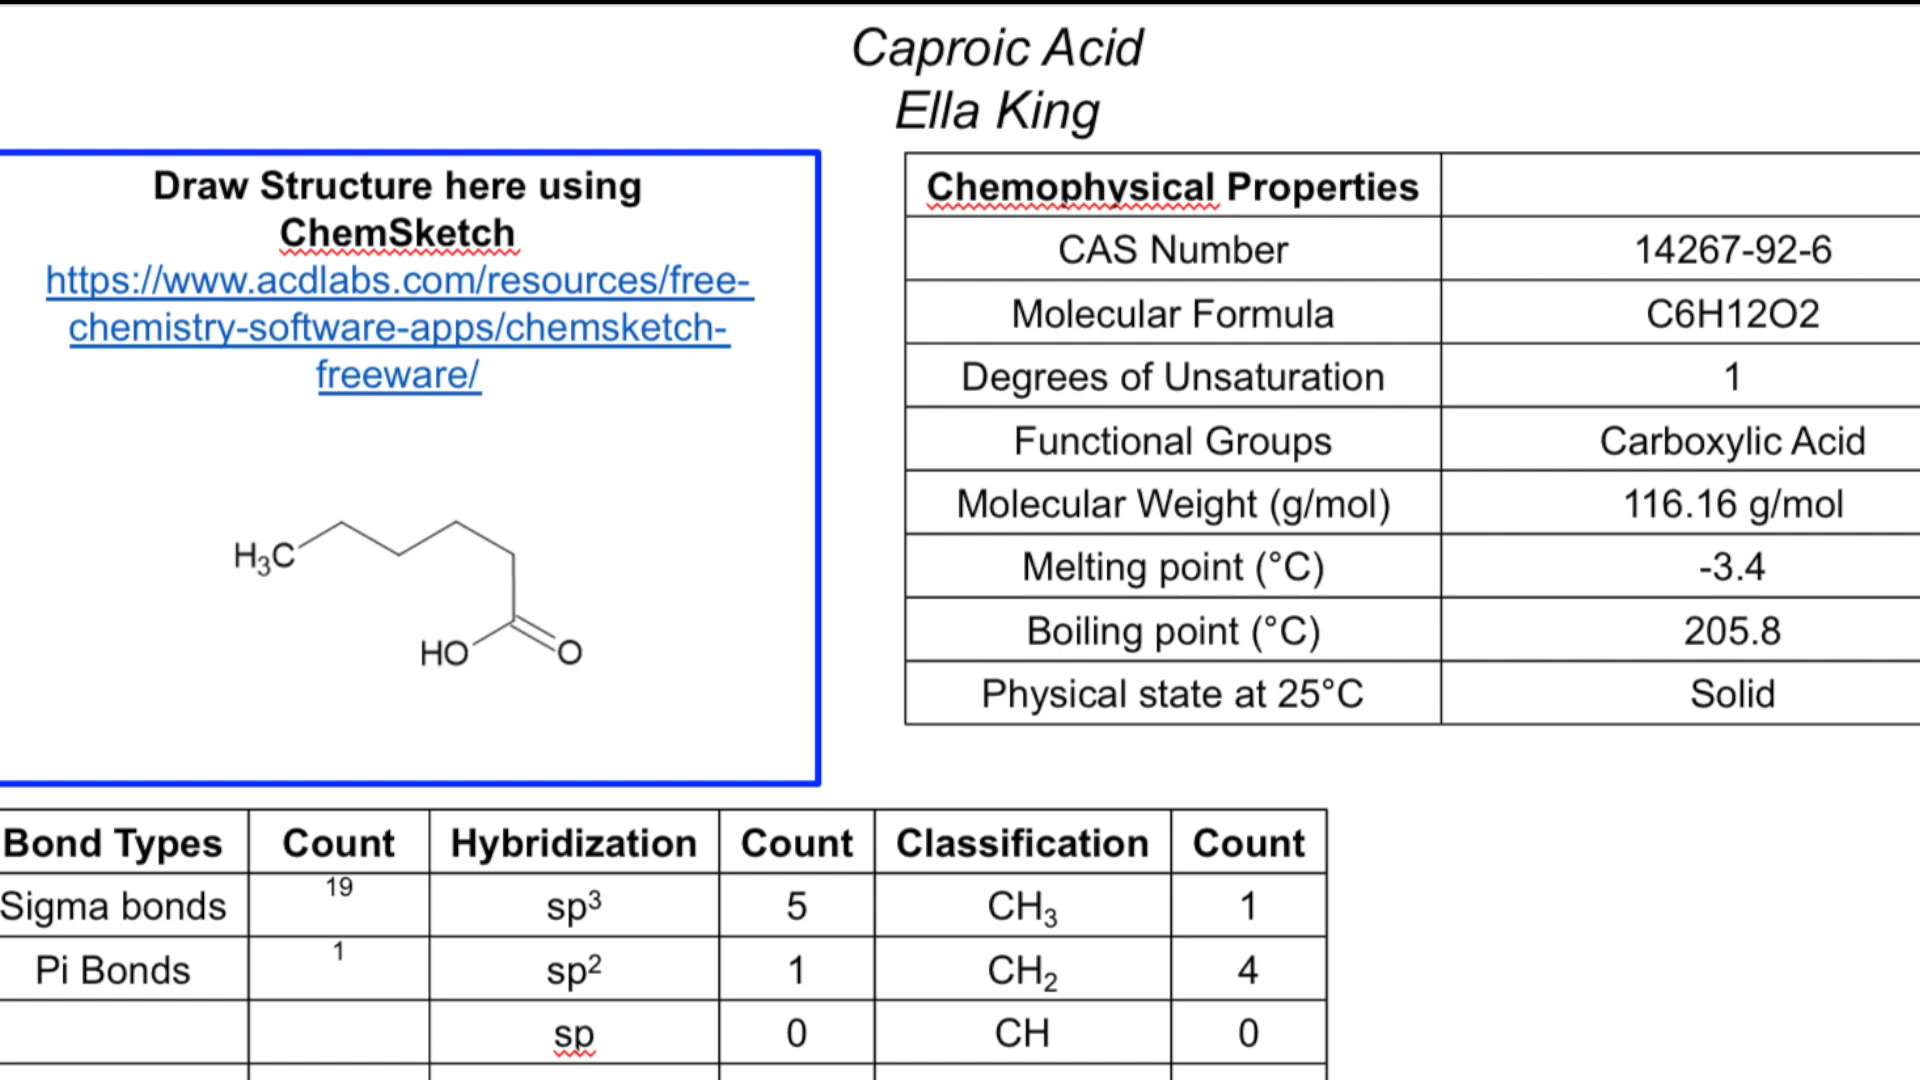 Caproic Acid
Ella King
Draw Structure here using
ChemSketch
https://www.acdlabs.com/resources/free-
chemistry-software-apps/chemsketch-
freeware/
H3C
HO
O
Chemophysical Properties
CAS Number 14267-92-6
Molecular Formula C6H12O2
Degrees of Unsaturation 1
Functional Groups Carboxylic Acid
Molecular Weight (g/mol) 116.16 g/mol
Melting point (°C) -3.4
Boiling point (°C) 205.8
Physical state at 25°C Solid
Bond Types Count Hybridization Count Classification Count
Sigma bonds 19 sp³ 5 CH₃ 1
Pi Bonds 1 sp² 1 CH₂ 4
sp 0 CH 0